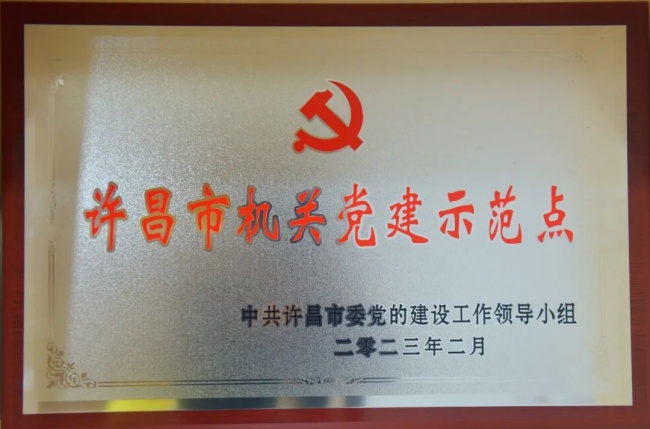 许昌市机关党建示范点
中共许昌市委党的建设工作领导小组
二零二三年二月